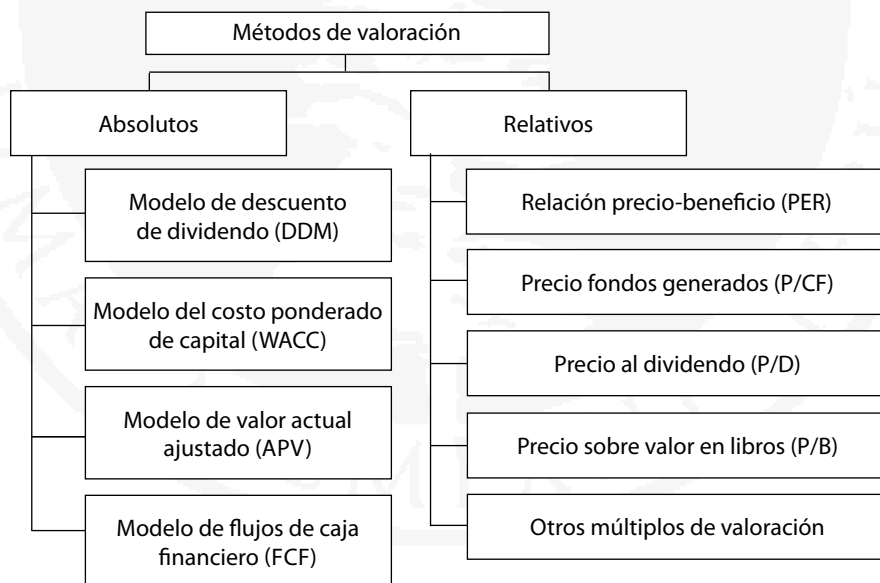 Métodos de valoración
Absolutos
Relativos
Modelo de descuento
de dividendo (DDM)
Modelo del costo ponderado
de capital (WACC)
Modelo de valor actual
ajustado (APV)
Modelo de flujos de caja
financiero (FCF)
Relación precio-beneficio (PER)
Precio fondos generados (P/CF)
Precio al dividendo (P/D)
Precio sobre valor en libros (P/B)
Otros múltiplos de valoración